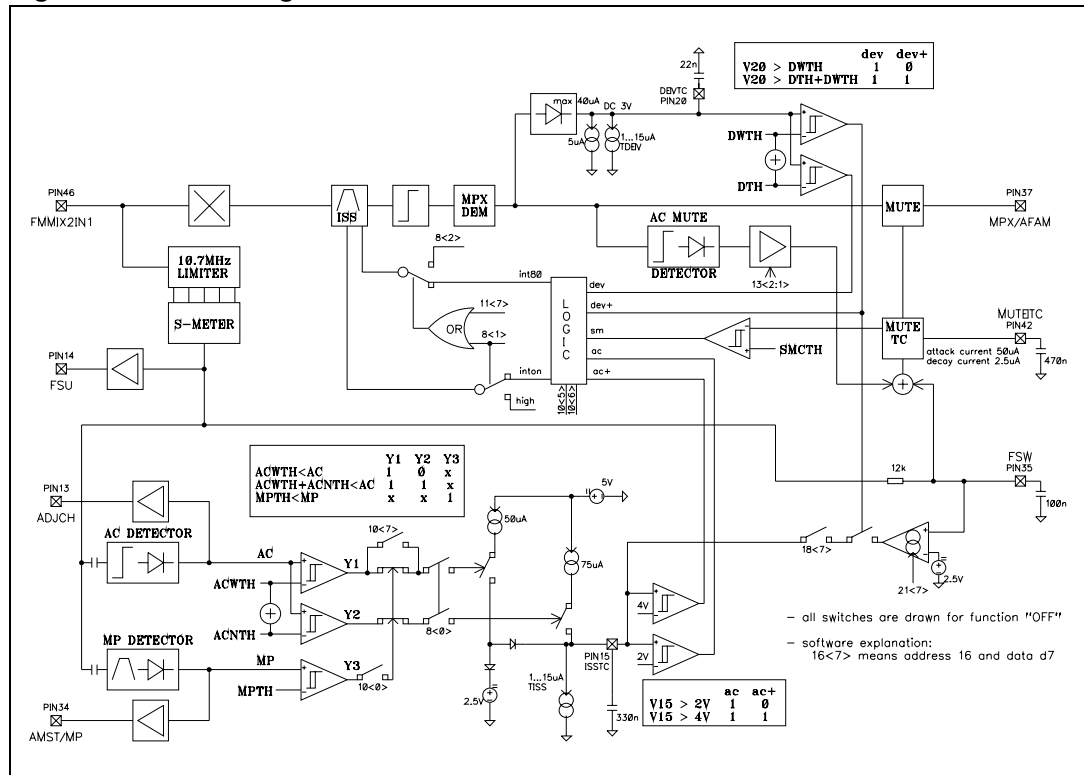 dev dev+
V20 > DWTH 1 0
V20 > DTH+DWTH 1 1
22n
DEVTC
PIN20
max 40uA
DC 3V
5uA
1...15uA
TDEV
DWTH
DTH
PIN46
FMMIX2IN1
ISS
MPX
DEM
MUTE
PIN37
MPX/AFAM
AC MUTE
DETECTOR
13<2:1>
10.7MHz
LIMITER
S-METER
8<2>
int80
11<7>
OR
8<1>
inton
high
LOGIC
dev
dev+
sm
ac
ac+
10<5>
10<6>
SMCTH
MUTE
TC
MUTETC
PIN42
attack current 50uA
decay current 2.5uA
470n
PIN14
FSU
Y1 Y2 Y3
ACWTH<AC 1 0 x
ACWTH+ACNTH<AC 1 1 x
MPTH<MP x x 1
12k
FSW
PIN35
100n
PIN13
ADJCH
AC DETECTOR
AC
ACWTH
ACNTH
Y1
Y2
10<7>
8<0>
50uA
5V
75uA
18<7>
21<7>
2.5V
4V
2V
MP DETECTOR
MP
MPTH
Y3
10<0>
2.5V
1...15uA
TISS
PIN15
ISSTC
330n
PIN34
AMST/MP
ac ac+
V15 > 2V 1 0
V15 > 4V 1 1
- all switches are drawn for function "OFF"
- software explanation:
16<7> means address 16 and data d7